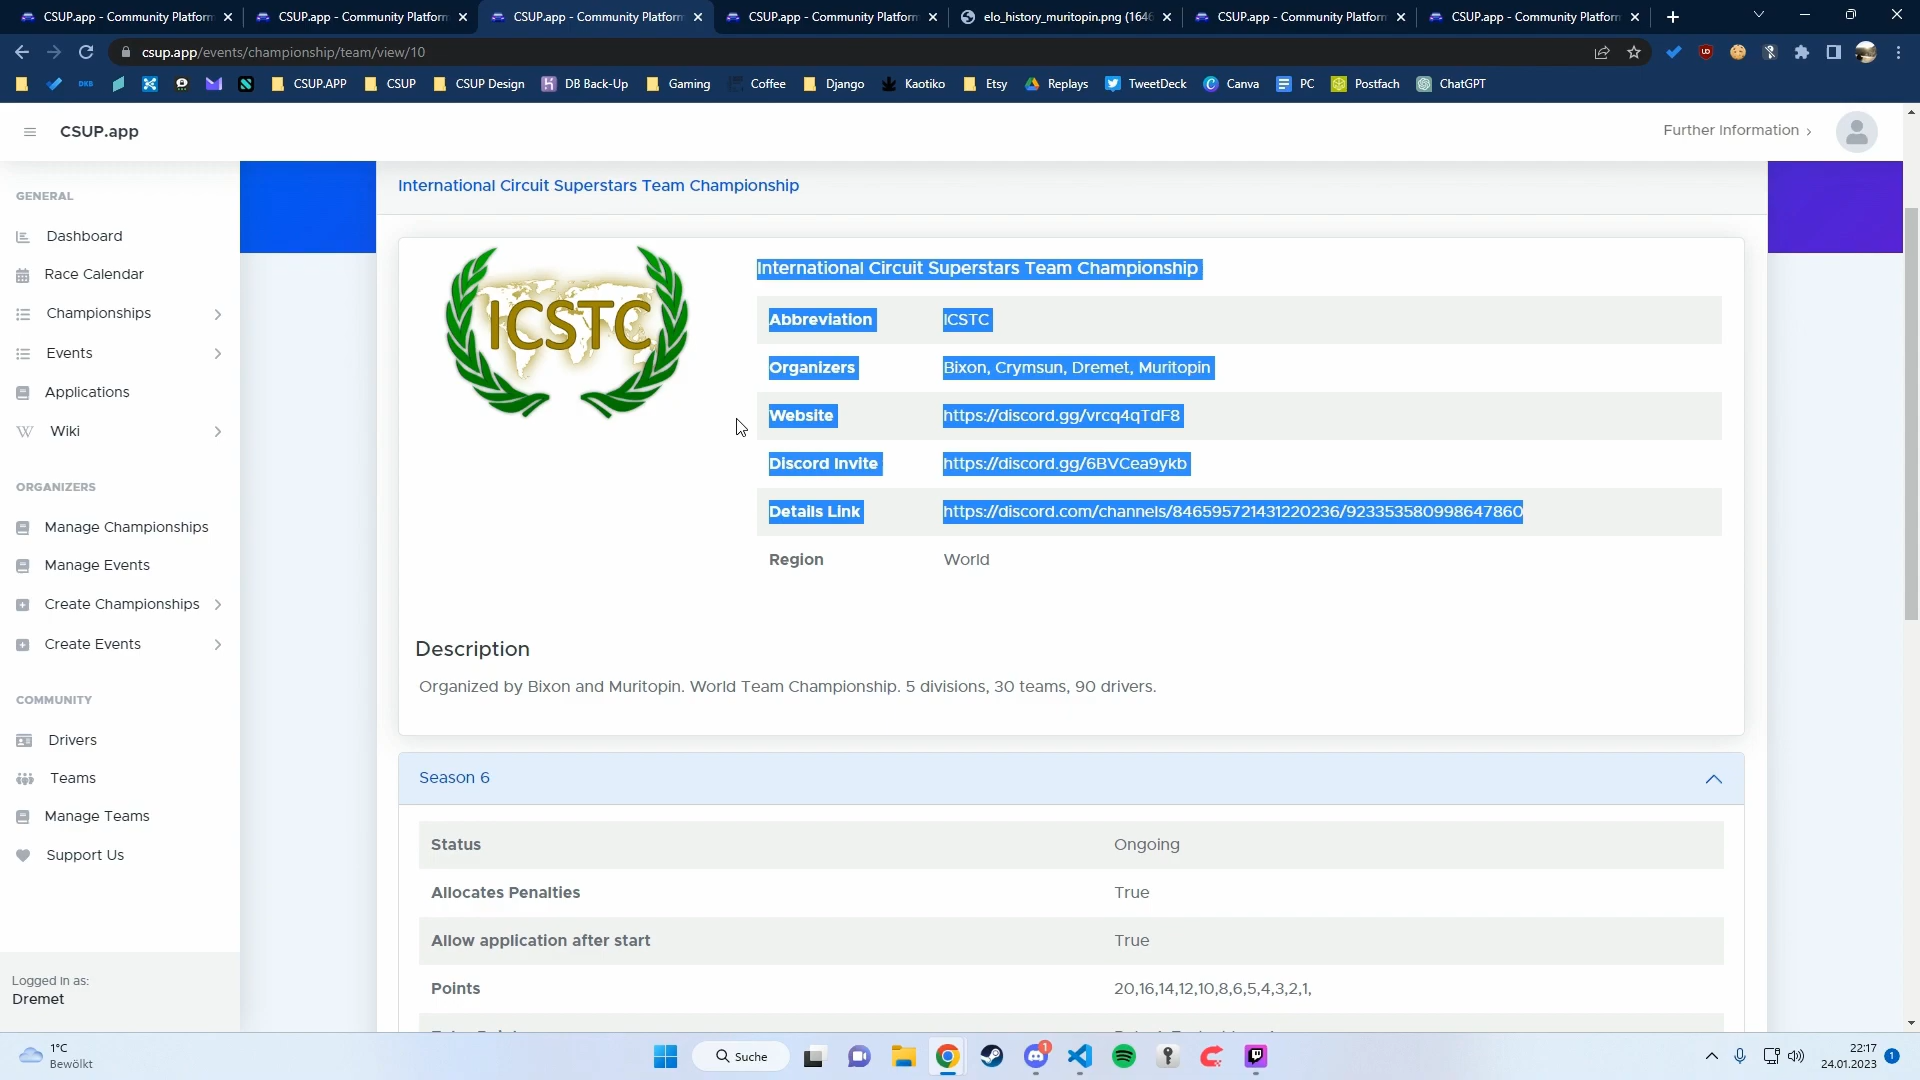 CSUP.app - Community Platform
CSUP.app - Community Platform
CSUP.app - Community Platform
CSUP.app - Community Platform
elo_history_muritopin.png (164
CSUP.app - Community Platform
CSUP.app - Community Platform
csup.app/events/championship/team/view/10
DKB
CSUP.APP
CSUP
CSUP Design
DB Back-Up
Gaming
Coffee
Django
Kaotiko
Etsy
Replays
TweetDeck
Canva
PC
Postfach
ChatGPT
CSUP.app
Further Information
GENERAL
Dashboard
Race Calendar
Championships
Events
Applications
Wiki
ORGANIZERS
Manage Championships
Manage Events
Create Championships
Create Events
COMMUNITY
Drivers
Teams
Manage Teams
Support Us
Logged in as:
Dremet
International Circuit Superstars Team Championship
ICSTC
International Circuit Superstars Team Championship
Abbreviation ICSTC
Organizers Bixon, Crymsun, Dremet, Muritopin
Website https://discord.gg/vrcq4qTdF8
Discord Invite https://discord.gg/6BVCea9ykb
Details Link https://discord.com/channels/846595721431220236/923353580998647860
Region World
Description
Organized by Bixon and Muritopin. World Team Championship. 5 divisions, 30 teams, 90 drivers.
Season 6
Status Ongoing
Allocates Penalties True
Allow application after start True
Points 20,16,14,12,10,8,6,5,4,3,2,1,
1°C
Bewölkt
Suche
1
22:17
24.01.2023
1